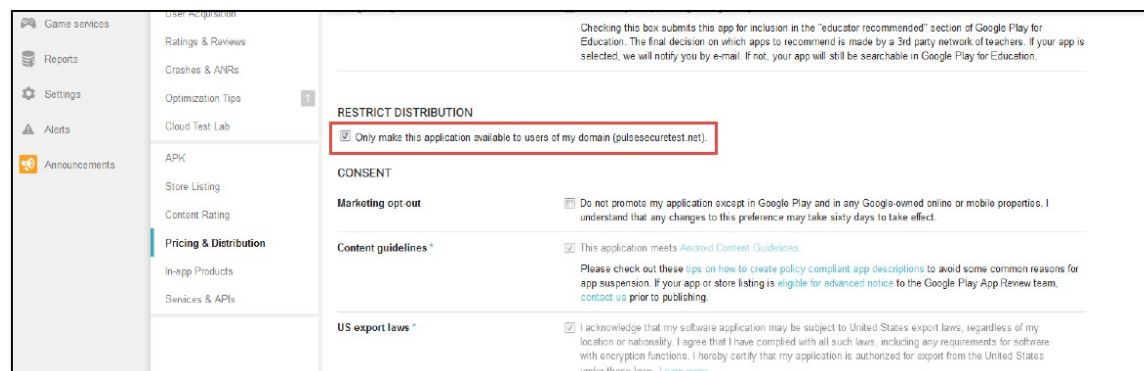 Game services
Reports
Settings
Alerts
Announcements
User Acquisition
Ratings & Reviews
Crashes & ANRs
Optimization Tips 1
Cloud Test Lab
APK
Store Listing
Content Rating
Pricing & Distribution
In-app Products
Services & APIs
Checking this box submits this app for inclusion in the "educator recommended" section of Google Play for
Education. The final decision on which apps to recommend is made by a 3rd party network of teachers. If your app is
selected, we will notify you by e-mail. If not, your app will still be searchable in Google Play for Education.
RESTRICT DISTRIBUTION
Only make this application available to users of my domain (pulsesecuretest.net).
CONSENT
Marketing opt-out
Do not promote my application except in Google Play and in any Google-owned online or mobile properties. I
understand that any changes to this preference may take sixty days to take effect.
Content guidelines *
This application meets Android Content Guidelines.
Please check out these tips on how to create policy compliant app descriptions to avoid some common reasons for
app suspension. If your app or store listing is eligible for advanced notice to the Google Play App Review team,
contact us prior to publishing.
US export laws *
I acknowledge that my software application may be subject to United States export laws, regardless of my
location or nationality. I agree that I have complied with all such laws, including any requirements for software
with encryption functions. I hereby certify that my application is authorized for export from the United States
under these laws. Learn more